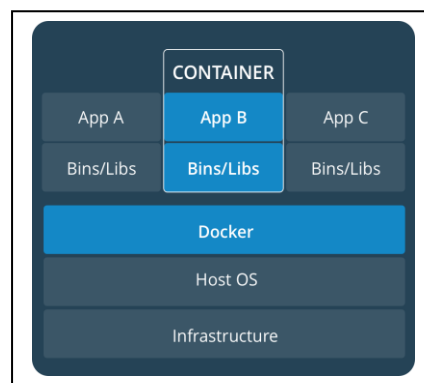 CONTAINER
App A App B App C
Bins/Libs Bins/Libs Bins/Libs
Docker
Host OS
Infrastructure